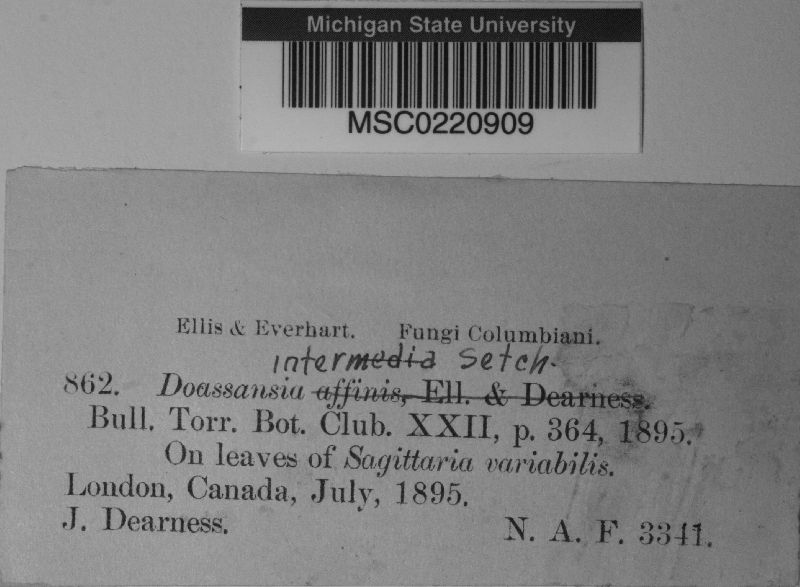 Michigan State University
MSC0220909
Ellis & Everhart. Fungi Columbiani.
intermedia Setch.
862. Doassansia affinis, Ell. & Dearness.
Bull. Torr. Bot. Club. XXII, p. 364, 1895.
On leaves of Sagittaria variabilis.
London, Canada, July, 1895.
J. Dearness. N. A. F. 3341.